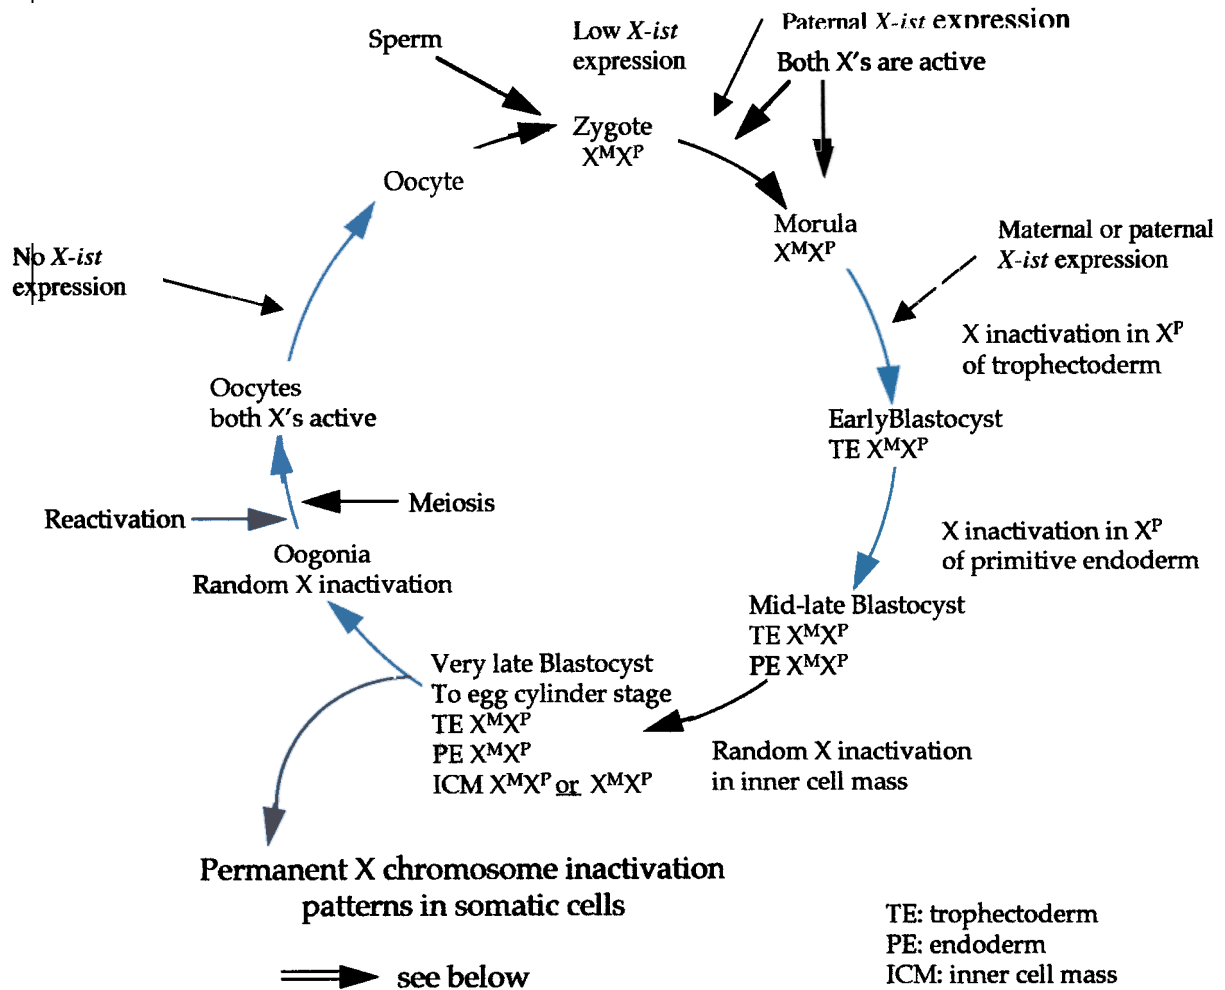 Sperm
Low X-ist
expression
Paternal X-ist expression
Both X's are active
Zygote
XᴹXᴾ
Oocyte
Morula
XᴹXᴾ
Maternal or paternal
X-ist expression
No X-ist
expression
X inactivation in Xᴾ
of trophectoderm
Oocytes
both X's active
EarlyBlastocyst
TE XᴹXᴾ
Reactivation
Meiosis
X inactivation in Xᴾ
of primitive endoderm
Oogonia
Random X inactivation
Mid-late Blastocyst
TE XᴹXᴾ
PE XᴹXᴾ
Very late Blastocyst
To egg cylinder stage
TE XᴹXᴾ
PE XᴹXᴾ
ICM XᴹXᴾ or XᴹXᴾ
Random X inactivation
in inner cell mass
Permanent X chromosome inactivation
patterns in somatic cells
see below
TE: trophectoderm
PE: endoderm
ICM: inner cell mass